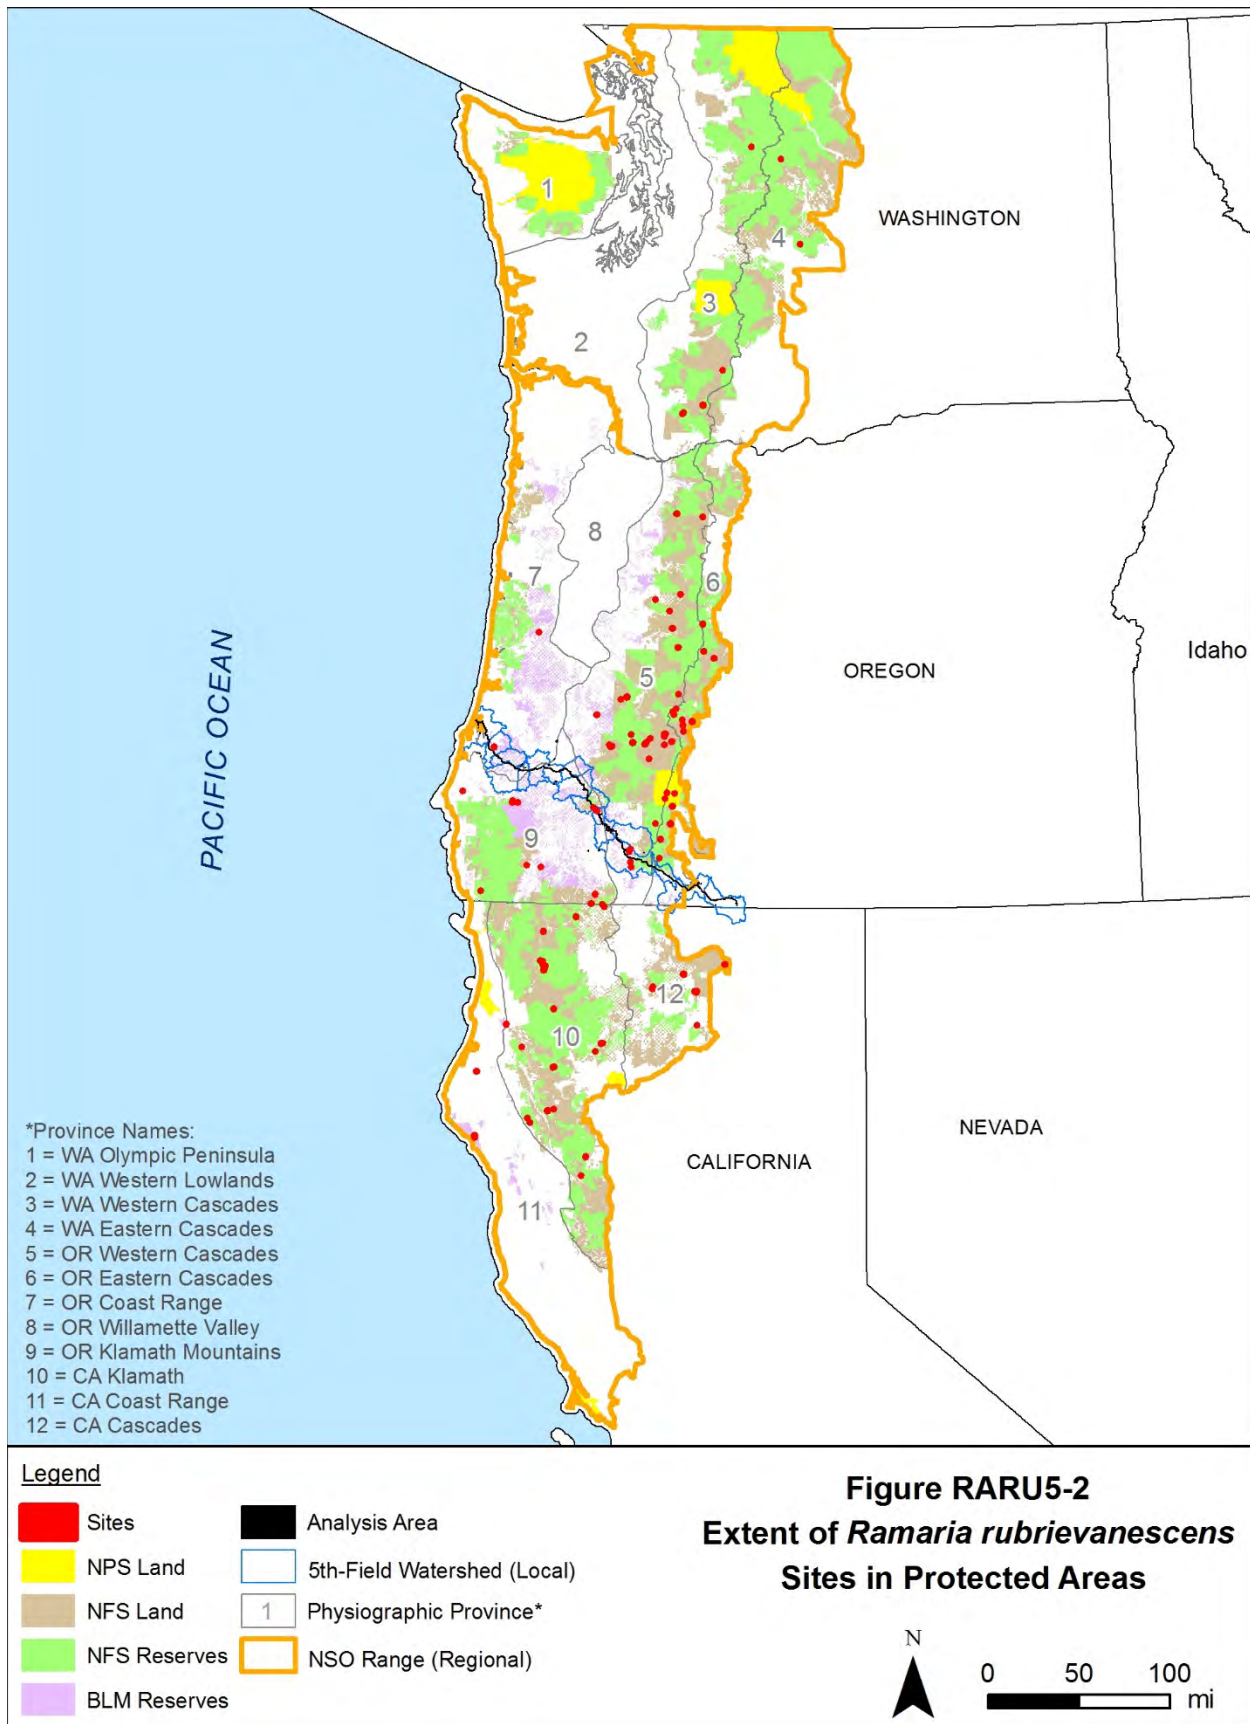 WASHINGTON
1
4
3
2
8
6
7
Idaho
5
OREGON
PACIFIC OCEAN
9
12
10
NEVADA
CALIFORNIA
11
*Province Names:
1 = WA Olympic Peninsula
2 = WA Western Lowlands
3 = WA Western Cascades
4 = WA Eastern Cascades
5 = OR Western Cascades
6 = OR Eastern Cascades
7 = OR Coast Range
8 = OR Willamette Valley
9 = OR Klamath Mountains
10 = CA Klamath
11 = CA Coast Range
12 = CA Cascades
Legend
Sites
NPS Land
NFS Land
NFS Reserves
BLM Reserves
Analysis Area
5th-Field Watershed (Local)
1 Physiographic Province*
NSO Range (Regional)
Figure RARU5-2
Extent of Ramaria rubrievanescens
Sites in Protected Areas
N
0 50 100
mi